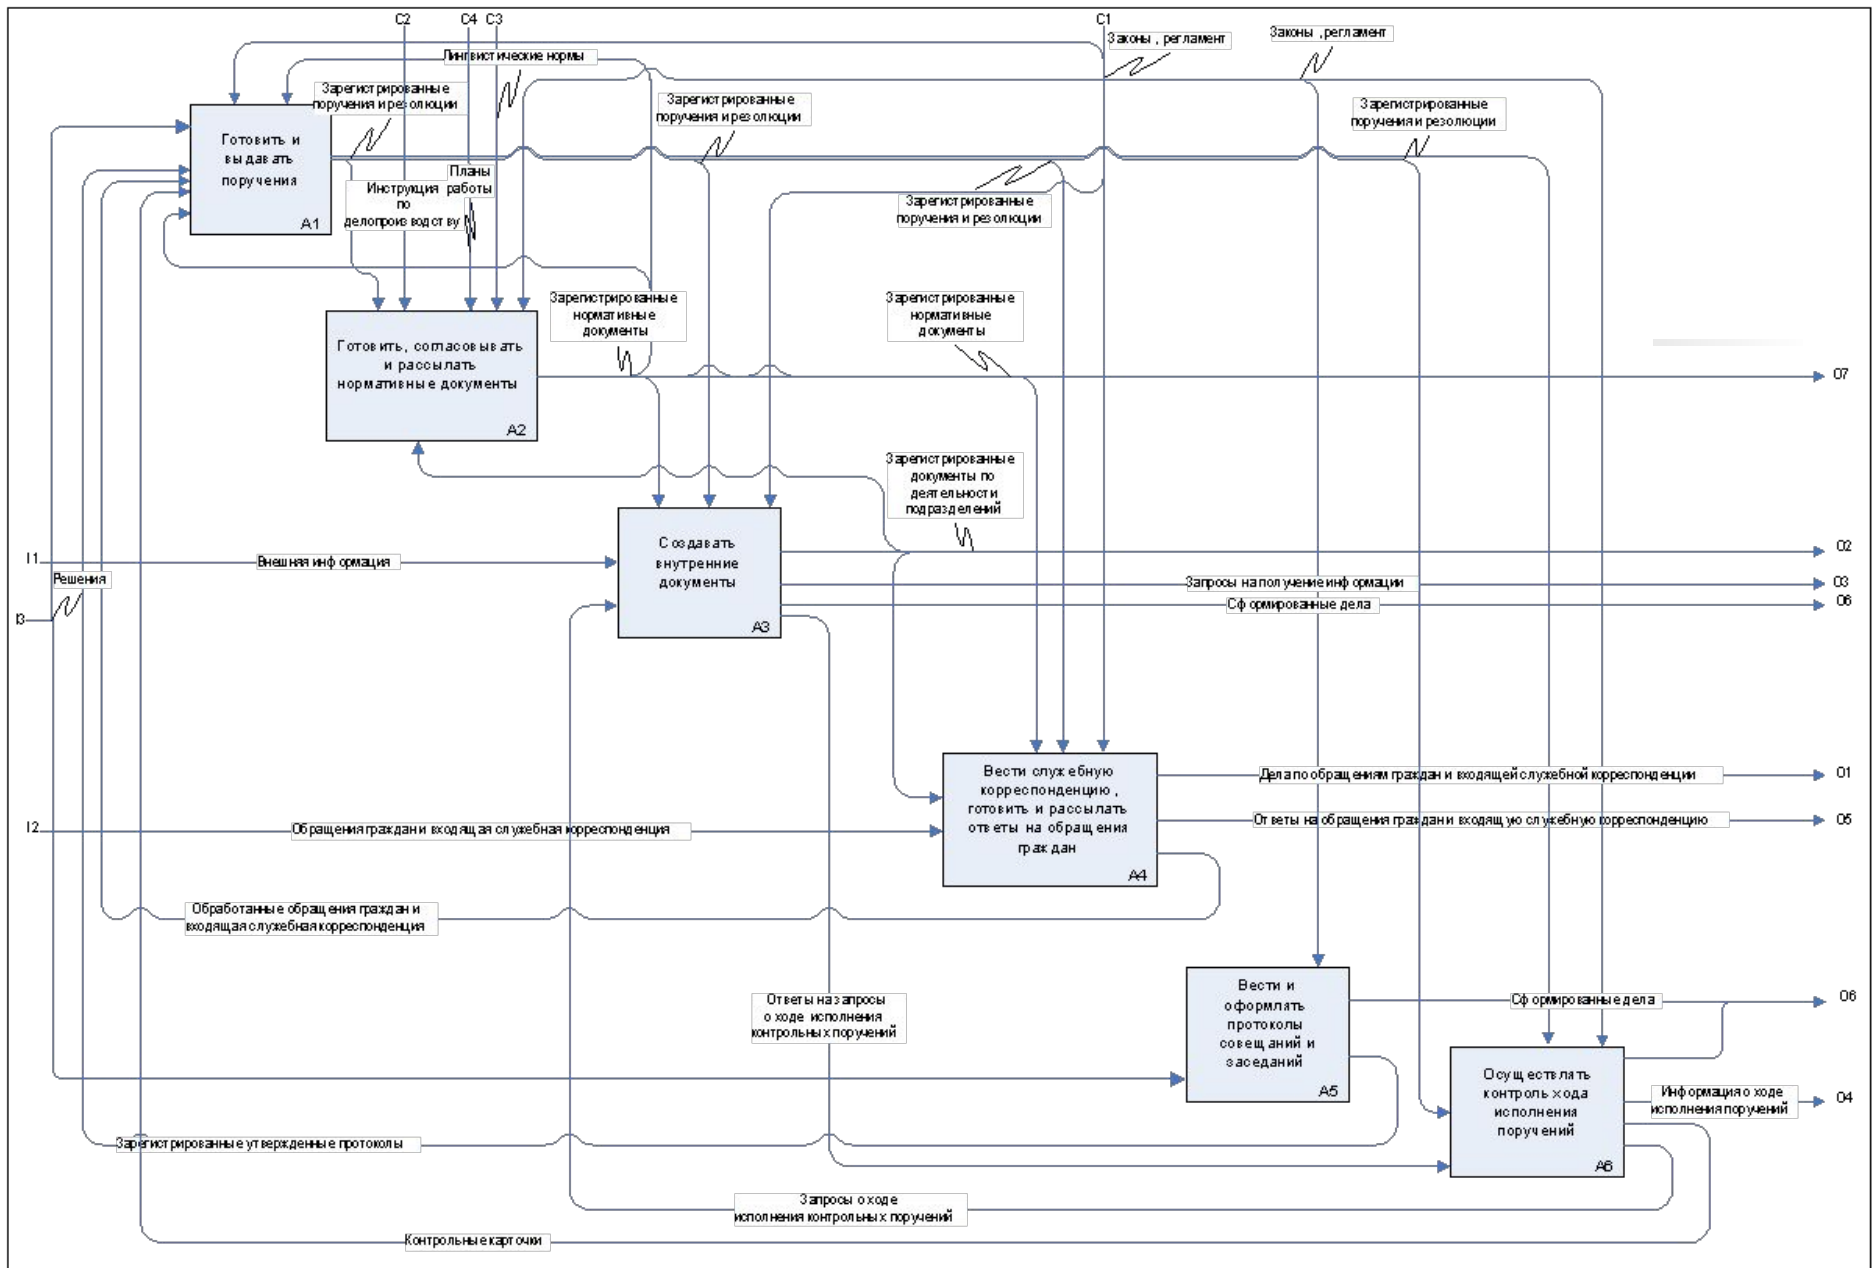 C2
C4
C3
C1
Законы , регламент
Законы , регламент
Лингвистические нормы
Зарегистрированные
поручения и резолюции
Зарегистрированные
поручения и резолюции
Зарегистрированные
поручения и резолюции
Готовить и
выдавать
поручения
A1
Планы
работы
Инструкция
по
делопроизводству
Зарегистрированные
поручения и резолюции
Зарегистрированные
нормативные
документы
Зарегистрированные
нормативные
документы
Готовить, согласовывать
и рассылать
нормативные документы
A2
O7
Зарегистрированные
документы по
деятельности
подразделений
Создавать
внутренние
документы
A3
I1
Внешняя информация
O2
Решения
Запросы на получение информации
O3
Сформированные дела
O6
I3
Вести служебную
корреспонденцию ,
готовить и рассылать
ответы на обращения
граждан
A4
Дела по обращениям граждан и входящей служебной корреспонденции
O1
I2
Обращения граждан и входящая служебная корреспонденция
Ответы на обращения граждан и входящую служебную корреспонденцию
O5
Обработанные обращения граждан и
входящая служебная корреспонденция
Вести и
оформлять
протоколы
совещаний и
заседаний
A5
Ответы на запросы
о ходе исполнения
контрольных поручений
Сформированные дела
O6
Осуществлять
контроль хода
исполнения
поручений
A6
Информация о ходе
исполнения поручений
O4
Зарегистрированные утвержденные протоколы
Запросы о ходе
исполнения контрольных поручений
Контрольные карточки